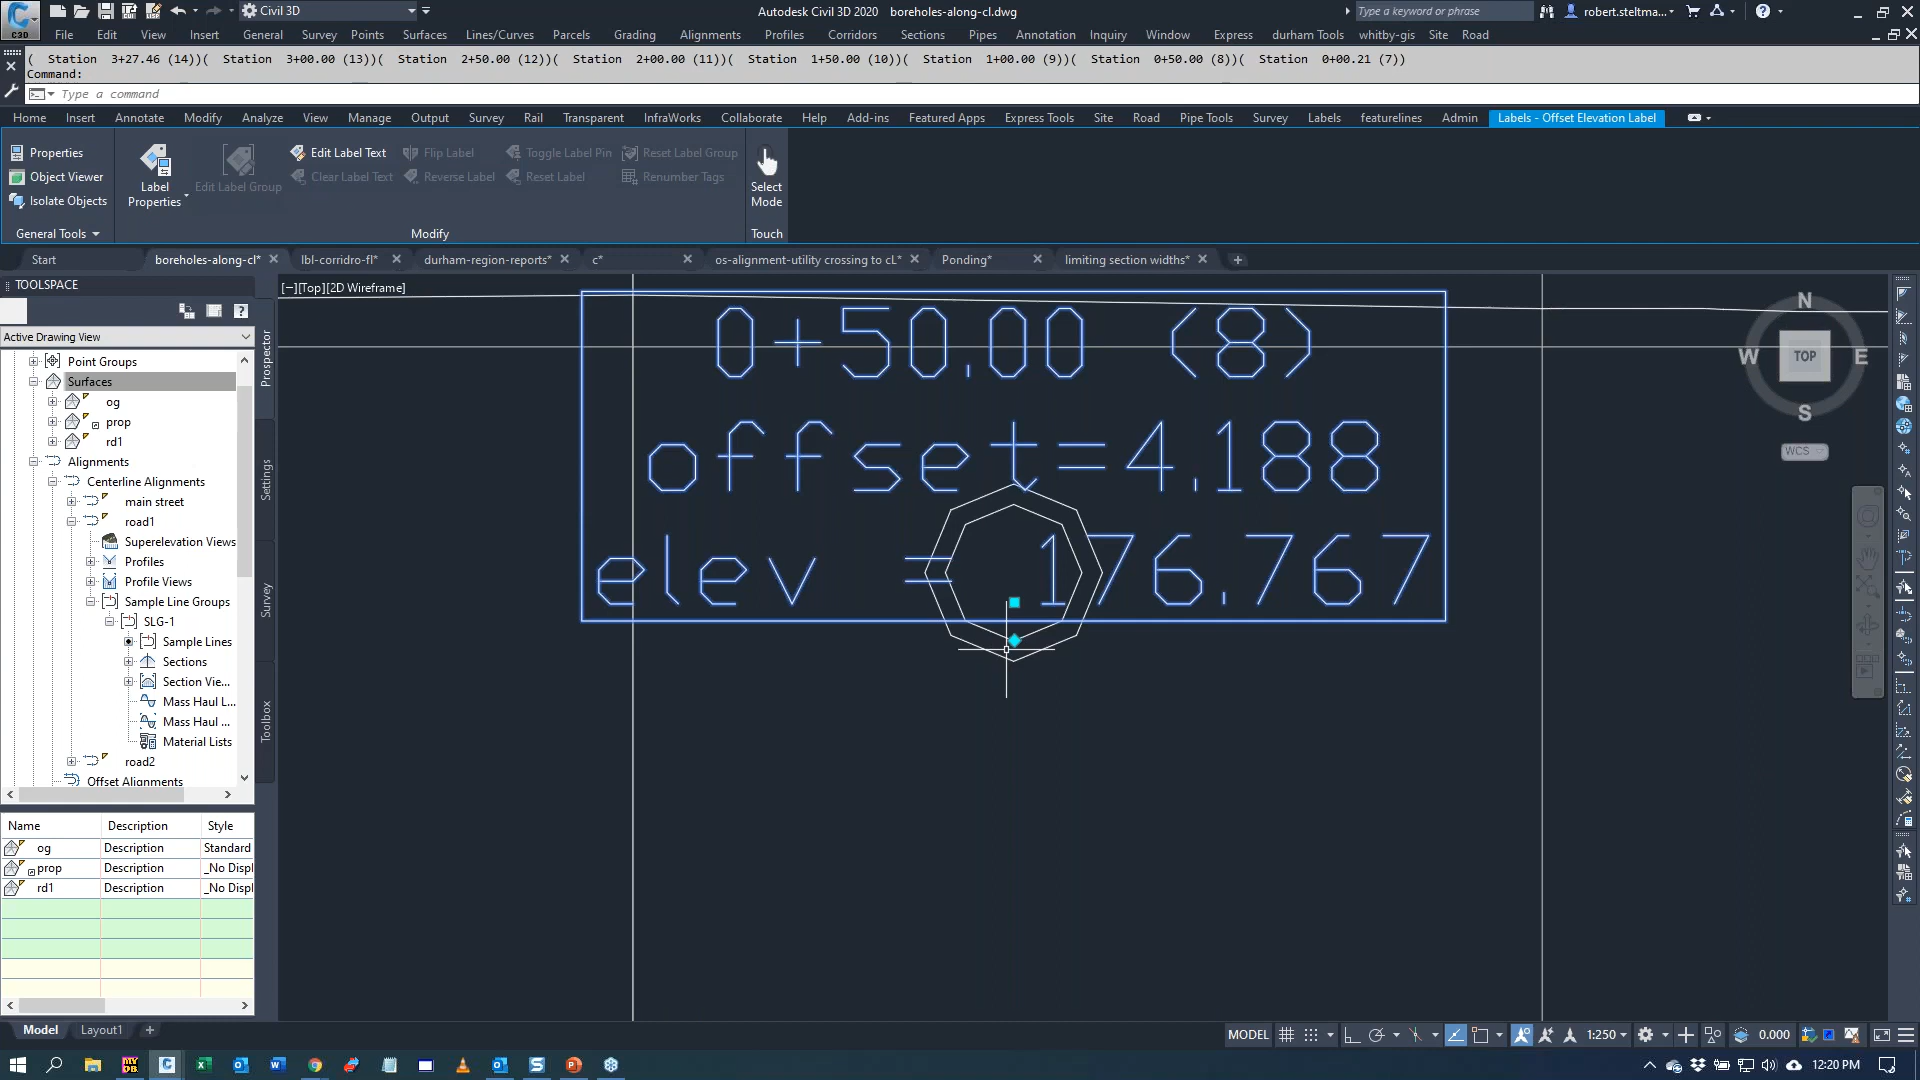 C3D
Civil 3D
Autodesk Civil 3D 2020 boreholes-along-cl.dwg
Type a keyword or phrase
robert.steltma...
File Edit View Insert General Survey Points Surfaces Lines/Curves Parcels Grading Alignments Profiles Corridors Sections Pipes Annotation Inquiry Window Express durham Tools whitby-gis Site Road
( Station 3+27.46 (14))( Station 3+00.00 (13))( Station 2+50.00 (12))( Station 2+00.00 (11))( Station 1+50.00 (10))( Station 1+00.00 (9))( Station 0+50.00 (8))( Station 0+00.21 (7))
Command:
Type a command
Home Insert Annotate Modify Analyze View Manage Output Survey Rail Transparent InfraWorks Collaborate Help Add-ins Featured Apps Express Tools Site Road Pipe Tools Survey Labels featurelines Admin Labels - Offset Elevation Label
Properties
Object Viewer
Isolate Objects
General Tools
Label Properties
Edit Label Group
Edit Label Text
Clear Label Text
Flip Label
Reverse Label
Toggle Label Pin
Reset Label
Reset Label Group
Renumber Tags
Modify
Select Mode
Touch
Start boreholes-along-cl* lbl-corridro-fl* durham-region-reports* c* os-alignment-utility crossing to cL* Ponding* limiting section widths*
TOOLSPACE
Active Drawing View
Point Groups
Surfaces
og
prop
rd1
Alignments
Centerline Alignments
main street
road1
Superelevation Views
Profiles
Profile Views
Sample Line Groups
SLG-1
Sample Lines
Sections
Section Vie...
Mass Haul L...
Mass Haul ...
Material Lists
road2
Offset Alignments
Prospector
Settings
Survey
Toolbox
Name Description Style
og Description Standard
prop Description _No Displ
rd1 Description _No Displ
[−][Top][2D Wireframe]
0+50.00 (8)
offset=4.188
elev = 176.767
N
W TOP E
S
WCS
Model Layout1
MODEL
1:250
0.000
12:20 PM